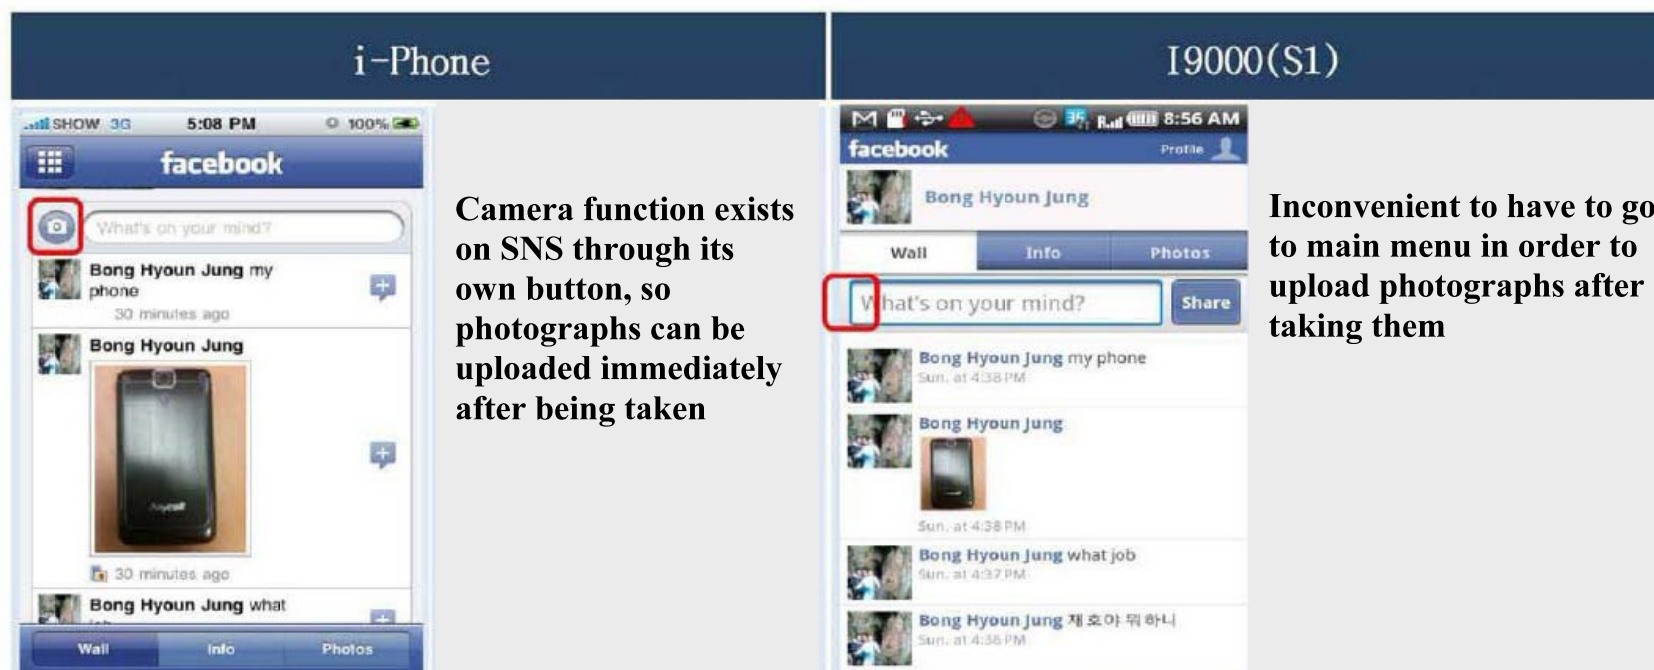 i-Phone
SHOW 3G 5:08 PM 100%
facebook
What's on your mind?
Bong Hyoun Jung my
phone
30 minutes ago
Bong Hyoun Jung
Anycall
30 minutes ago
Bong Hyoun Jung what
Wall Info Photos
Camera function exists
on SNS through its
own button, so
photographs can be
uploaded immediately
after being taken
I9000(S1)
8:56 AM
facebook Profile
Bong Hyoun Jung
Wall Info Photos
What's on your mind? Share
Bong Hyoun Jung my phone
Sun. at 4:38 PM
Bong Hyoun Jung
Sun. at 4:38 PM
Bong Hyoun Jung what job
Sun. at 4:37 PM
Bong Hyoun Jung 재호야 뭐하니
Sun. at 4:36 PM
Inconvenient to have to go
to main menu in order to
upload photographs after
taking them